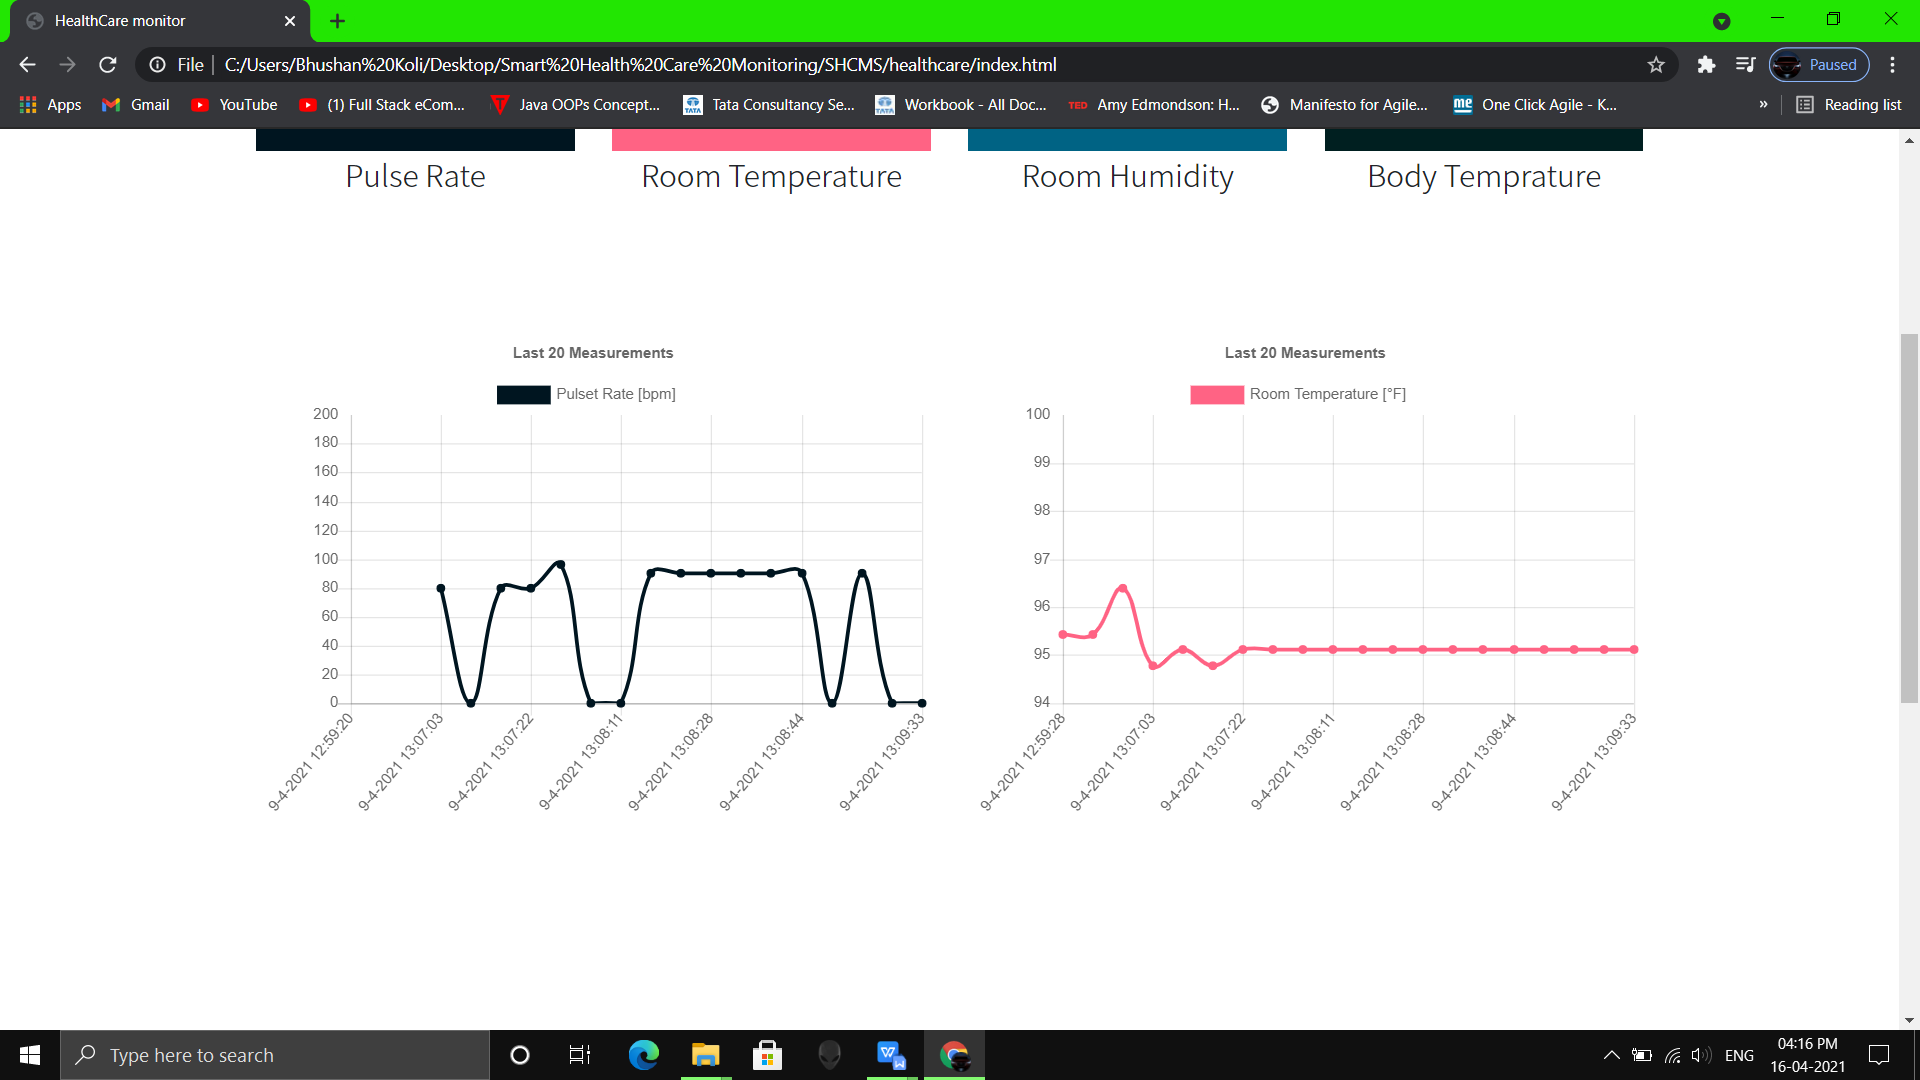 HealthCare monitor
File
C:/Users/Bhushan%20Koli/Desktop/Smart%20Health%20Care%20Monitoring/SHCMS/healthcare/index.html
Paused
Apps
Gmail
YouTube
(1) Full Stack eCom...
Java OOPs Concept...
Tata Consultancy Se...
Workbook - All Doc...
Amy Edmondson: H...
Manifesto for Agile...
One Click Agile - K...
»
Reading list
Pulse Rate
Room Temperature
Room Humidity
Body Temprature
Last 20 Measurements
Pulset Rate [bpm]
200
180
160
140
120
100
80
60
40
20
0
9-4-2021 12:59:20
9-4-2021 13:07:03
9-4-2021 13:07:22
9-4-2021 13:08:11
9-4-2021 13:08:28
9-4-2021 13:08:44
9-4-2021 13:09:33
Last 20 Measurements
Room Temperature [°F]
100
99
98
97
96
95
94
9-4-2021 12:59:28
9-4-2021 13:07:03
9-4-2021 13:07:22
9-4-2021 13:08:11
9-4-2021 13:08:28
9-4-2021 13:08:44
9-4-2021 13:09:33
Type here to search
ENG
04:16 PM
16-04-2021